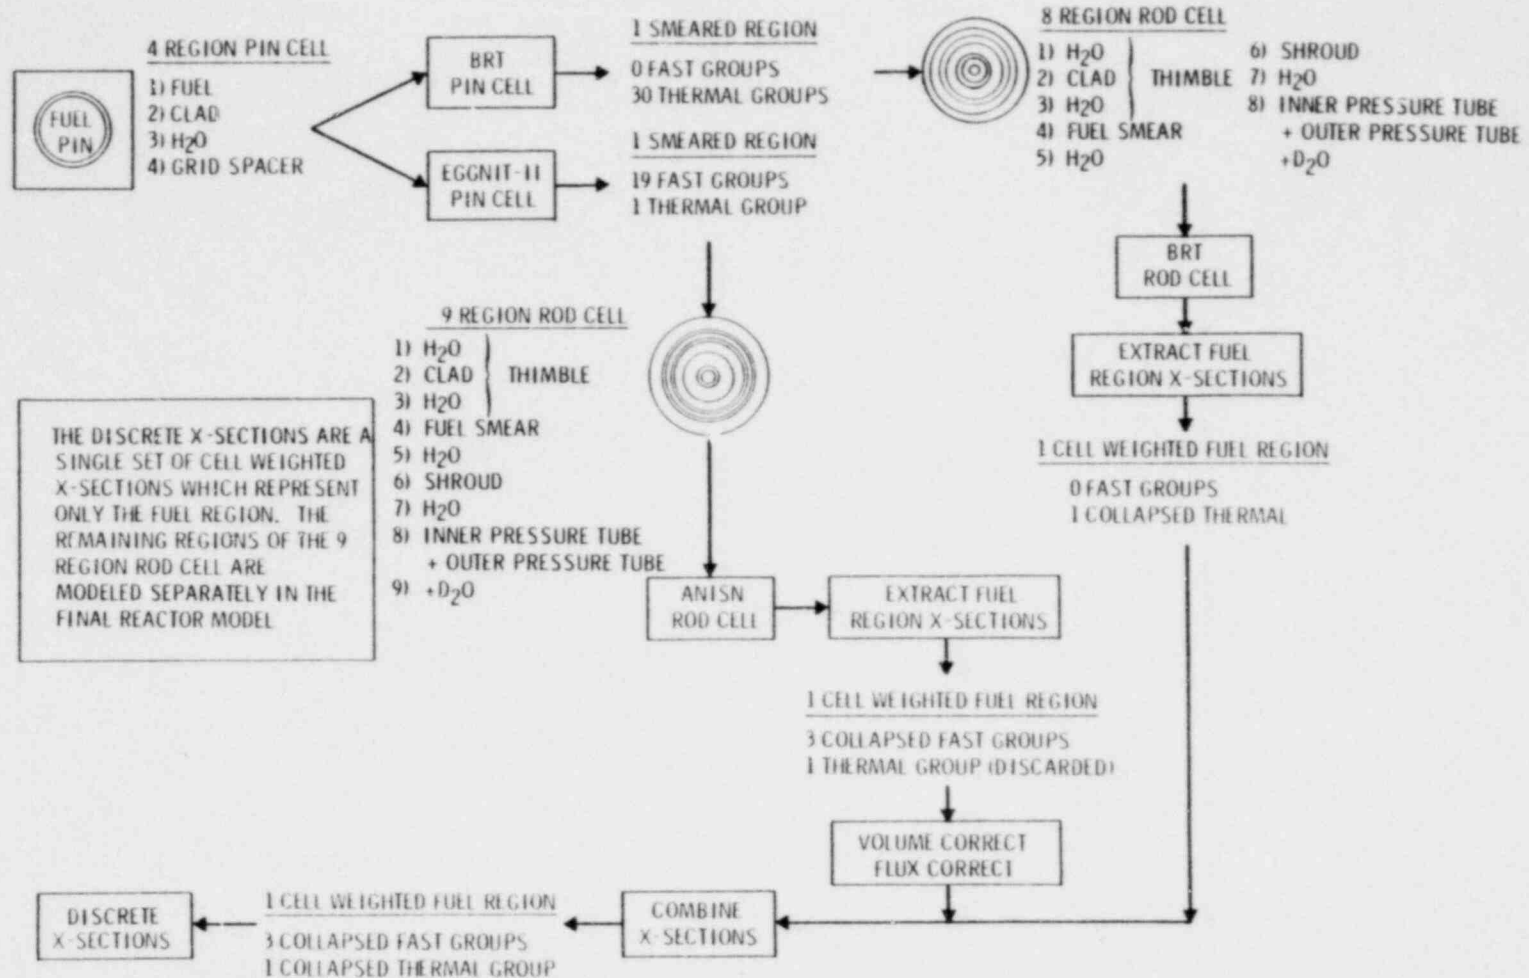 4 REGION PIN CELL
FUEL
PIN
1) FUEL
2) CLAD
3) H2O
4) GRID SPACER
BRT
PIN CELL
EGGNIT-II
PIN CELL
1 SMEARED REGION
0 FAST GROUPS
30 THERMAL GROUPS
1 SMEARED REGION
19 FAST GROUPS
1 THERMAL GROUP
8 REGION ROD CELL
1) H2O
2) CLAD
3) H2O
THIMBLE
4) FUEL SMEAR
5) H2O
6) SHROUD
7) H2O
8) INNER PRESSURE TUBE
+ OUTER PRESSURE TUBE
+D2O
BRT
ROD CELL
EXTRACT FUEL
REGION X-SECTIONS
1 CELL WEIGHTED FUEL REGION
0 FAST GROUPS
1 COLLAPSED THERMAL
9 REGION ROD CELL
1) H2O
2) CLAD
3) H2O
THIMBLE
4) FUEL SMEAR
5) H2O
6) SHROUD
7) H2O
8) INNER PRESSURE TUBE
+ OUTER PRESSURE TUBE
9) +D2O
THE DISCRETE X-SECTIONS ARE A
SINGLE SET OF CELL WEIGHTED
X-SECTIONS WHICH REPRESENT
ONLY THE FUEL REGION. THE
REMAINING REGIONS OF THE 9
REGION ROD CELL ARE
MODELED SEPARATELY IN THE
FINAL REACTOR MODEL
ANISN
ROD CELL
EXTRACT FUEL
REGION X-SECTIONS
1 CELL WEIGHTED FUEL REGION
3 COLLAPSED FAST GROUPS
1 THERMAL GROUP (DISCARDED)
VOLUME CORRECT
FLUX CORRECT
COMBINE
X-SECTIONS
1 CELL WEIGHTED FUEL REGION
3 COLLAPSED FAST GROUPS
1 COLLAPSED THERMAL GROUP
DISCRETE
X-SECTIONS